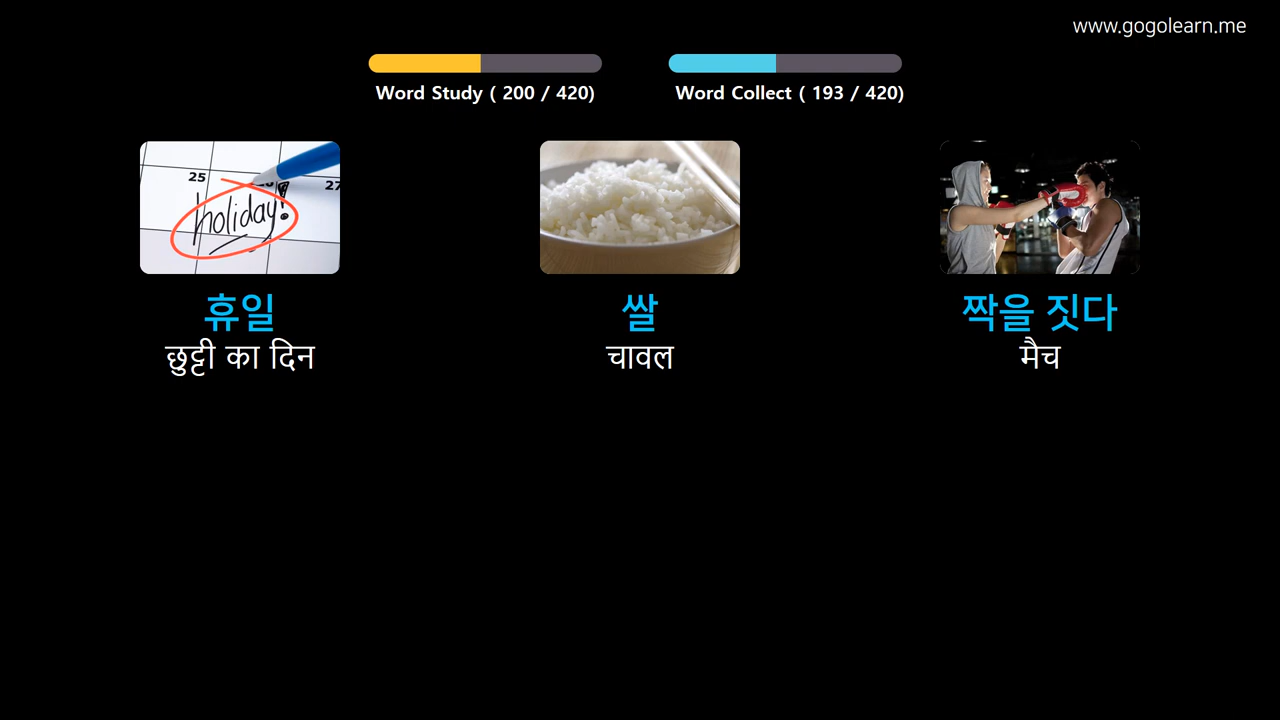 www.gogolearn.me
Word Study ( 200 / 420)
Word Collect ( 193 / 420)
25
27
holiday!
휴일
쌀
짝을 짓다
छुट्टी का दिन
चावल
मैच